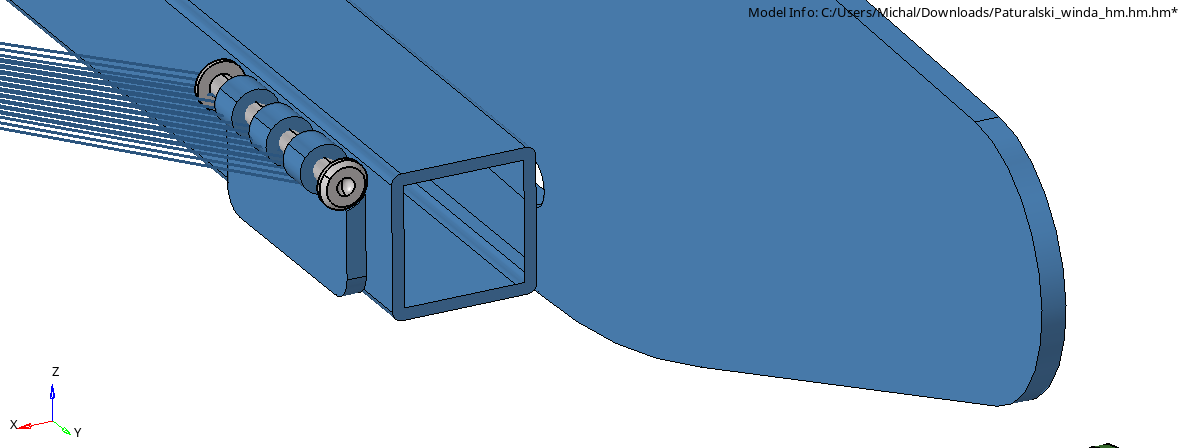 Model Info: C:/Users/Michal/Downloads/Paturalski_winda_hm.hm.hm*
Z
X
Y